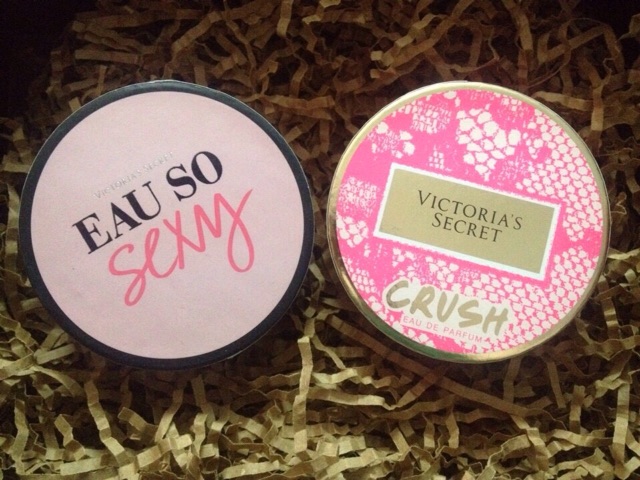 VICTORIA'S SECRET
EAU SO
sexy
VICTORIA'S
SECRET
CRUSH
EAU DE PARFUM